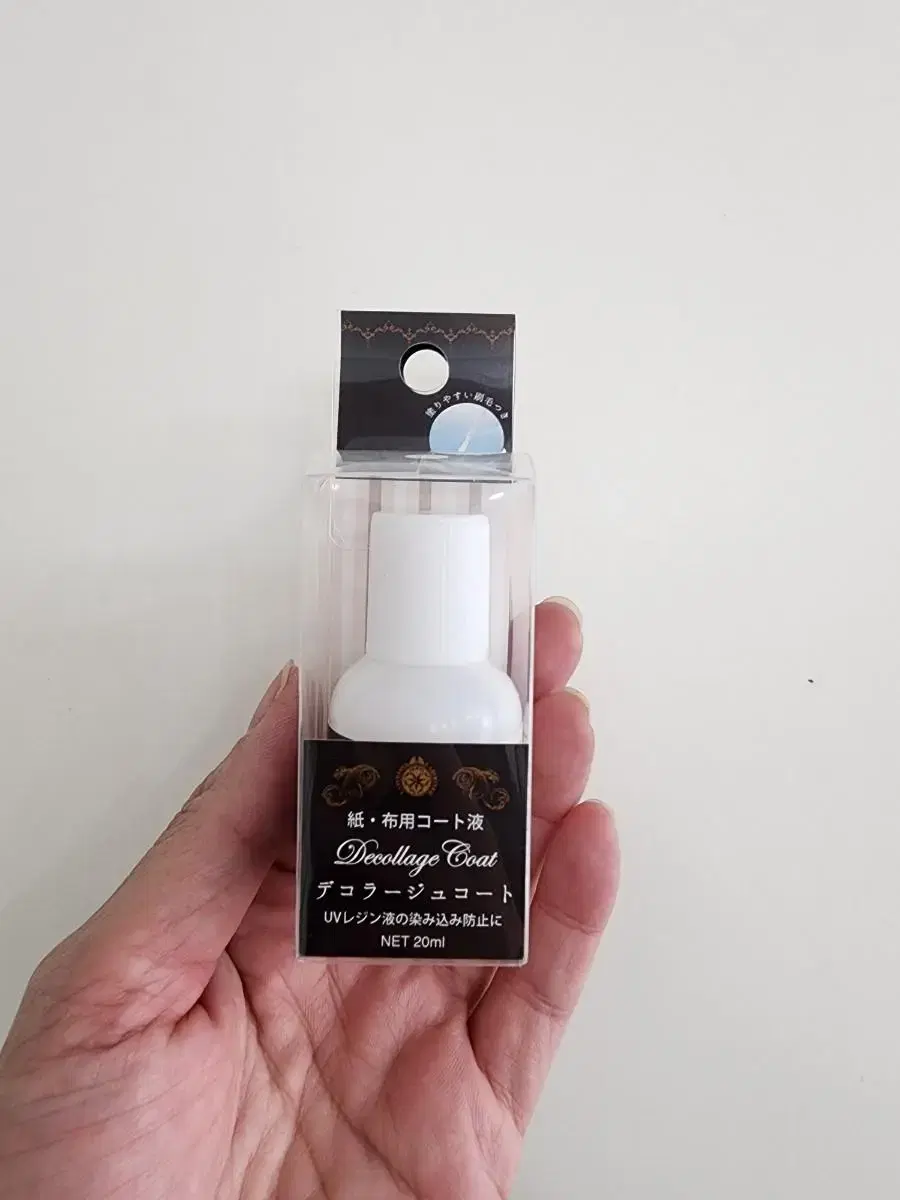 塗りやすい刷毛つき
紙・布用コート液
Decollage Coat
デコラージュコート
UVレジン液の染み込み防止に
NET 20ml